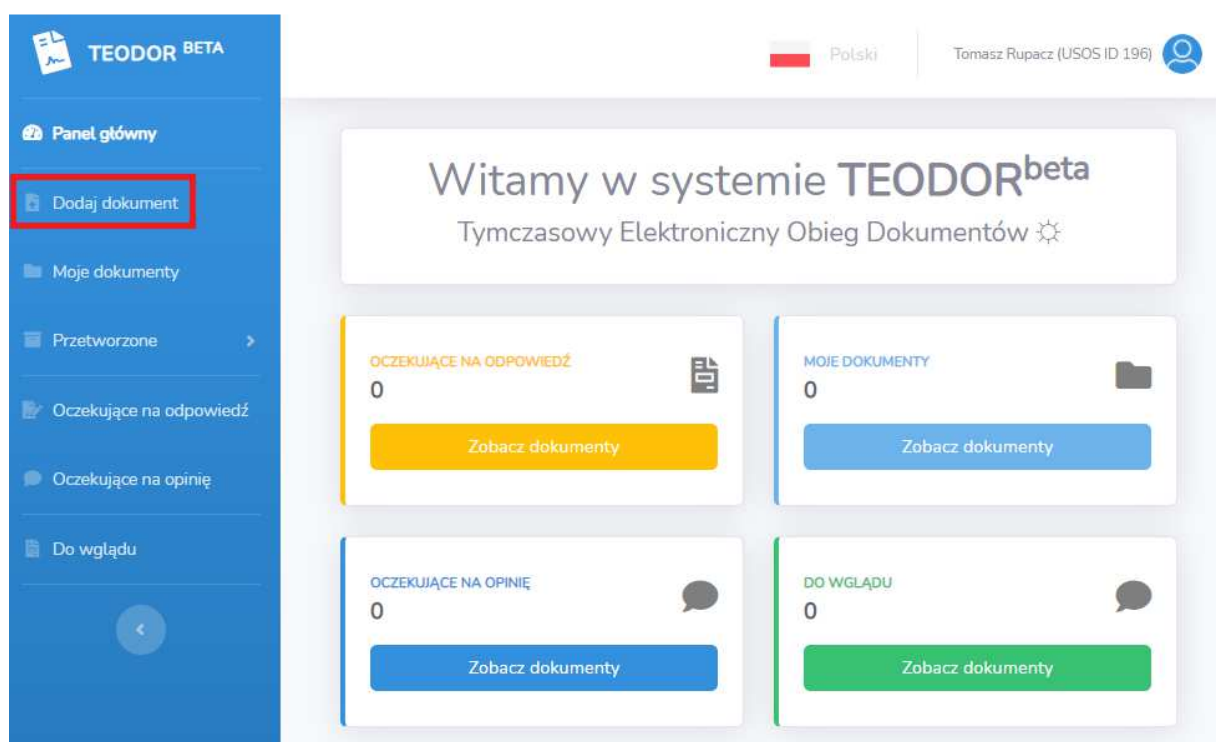 TEODOR BETA
Polski
Tomasz Rupacz (USOS ID 196)
Panel główny
Dodaj dokument
Moje dokumenty
Przetworzone
Oczekujące na odpowiedź
Oczekujące na opinię
Do wglądu
Witamy w systemie TEODORbeta
Tymczasowy Elektroniczny Obieg Dokumentów
OCZEKUJĄCE NA ODPOWIEDŹ
0
Zobacz dokumenty
MOJE DOKUMENTY
0
Zobacz dokumenty
OCZEKUJĄCE NA OPINIĘ
0
Zobacz dokumenty
DO WGLĄDU
0
Zobacz dokumenty